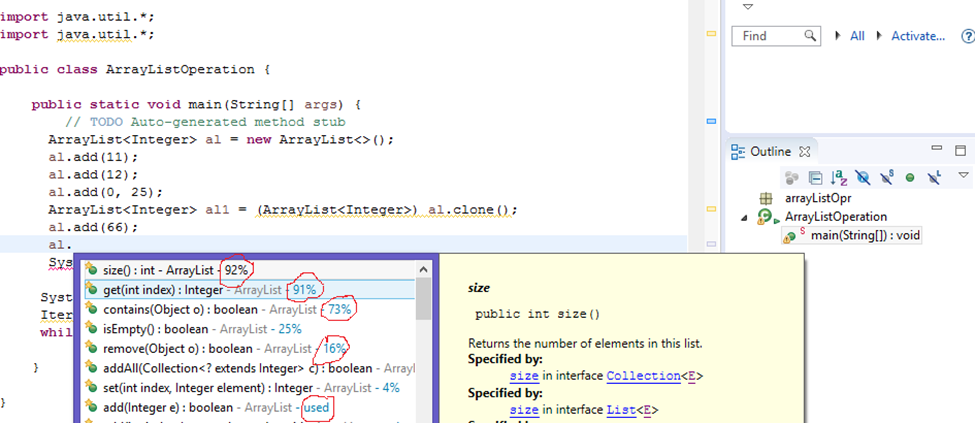 import java.util.*;
import java.util.*;
public class ArrayListOperation {
public static void main(String[] args) {
// TODO Auto-generated method stub
ArrayList<Integer> al = new ArrayList<>();
al.add(11);
al.add(12);
al.add(0, 25);
ArrayList<Integer> al1 = (ArrayList<Integer>) al.clone();
al.add(66);
al.
Sys
Syst
Iter
whil
}
}
size() : int - ArrayList - 92%
get(int index) : Integer - ArrayList - 91%
contains(Object o) : boolean - ArrayList - 73%
isEmpty() : boolean - ArrayList - 25%
remove(Object o) : boolean - ArrayList - 16%
addAll(Collection<? extends Integer> c) : boolean - ArrayL
set(int index, Integer element) : Integer - ArrayList - 4%
add(Integer e) : boolean - ArrayList - used
size
public int size()
Returns the number of elements in this list.
Specified by:
size in interface Collection<E>
Specified by:
size in interface List<E>
Find
All
Activate...
Outline
arrayListOpr
ArrayListOperation
main(String[]) : void